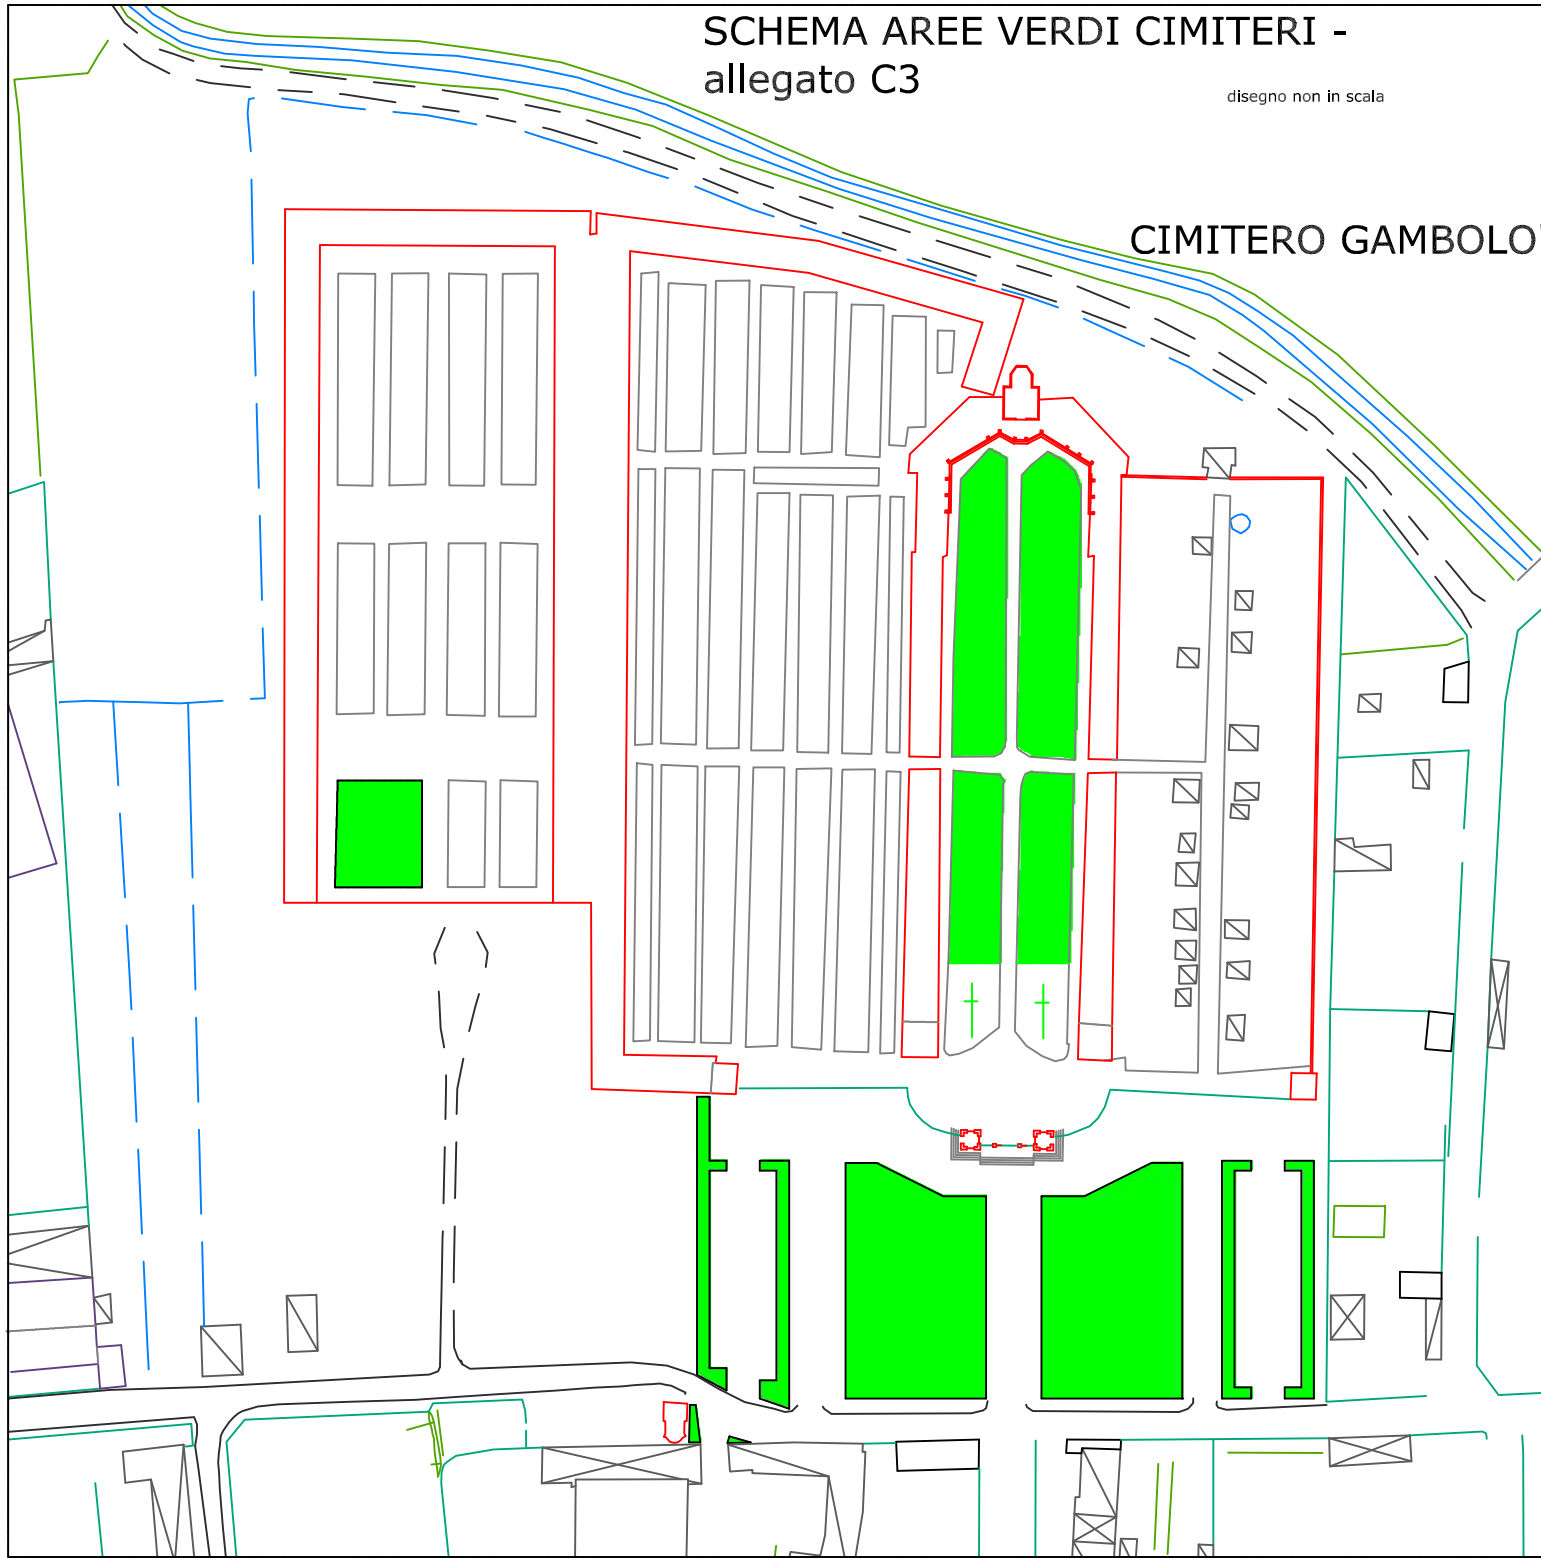 SCHEMA AREE VERDI CIMITERI -
allegato C3
disegno non in scala
CIMITERO GAMBOLO'